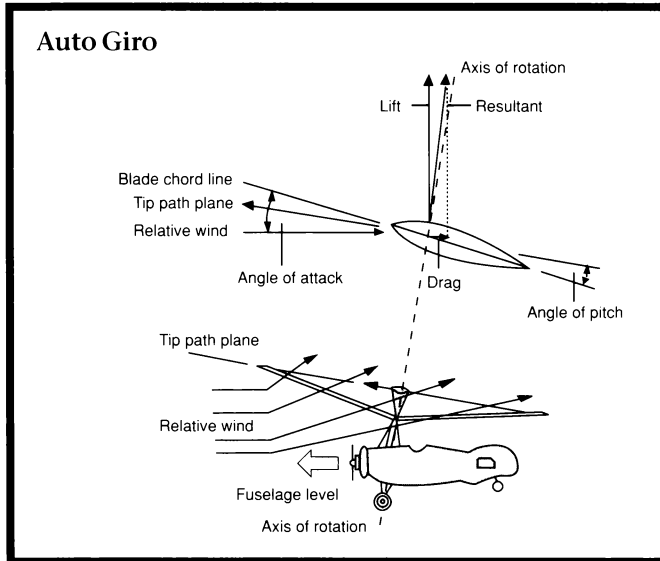 Auto Giro
Axis of rotation
Lift
Resultant
Blade chord line
Tip path plane
Relative wind
Angle of attack
Drag
Angle of pitch
Tip path plane
Relative wind
Fuselage level
Axis of rotation